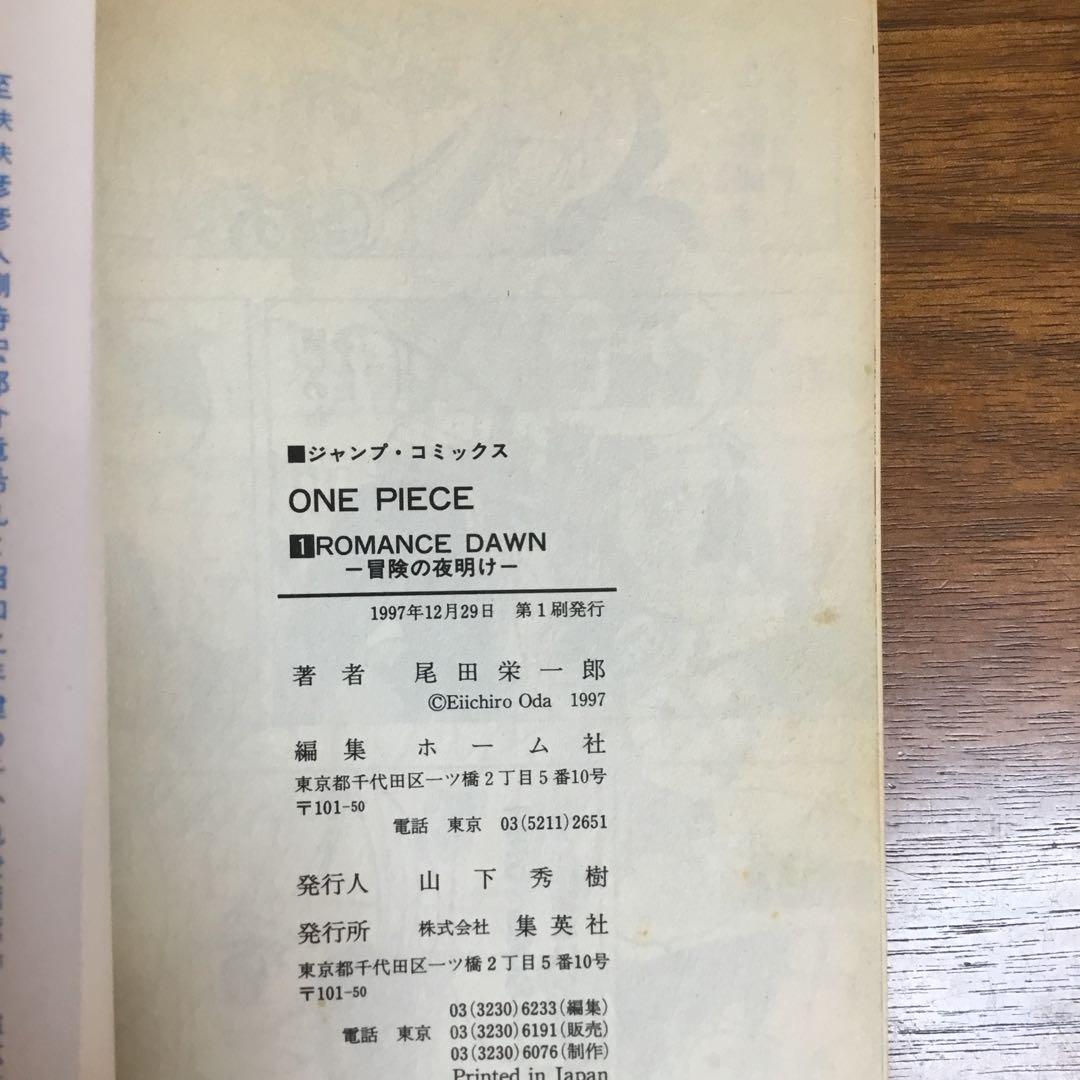 ■ジャンプ・コミックス
ONE PIECE
1 ROMANCE DAWN
―冒険の夜明け―
1997年12月29日 第1刷発行
著者 尾田栄一郎
©Eiichiro Oda 1997
編集 ホーム社
東京都千代田区一ツ橋2丁目5番10号
〒101-50
電話 東京 03(5211)2651
発行人 山下秀樹
発行所 株式会社 集英社
東京都千代田区一ツ橋2丁目5番10号
〒101-50
03(3230)6233(編集)
電話 東京 03(3230)6191(販売)
03(3230)6076(制作)
Printed in Japan